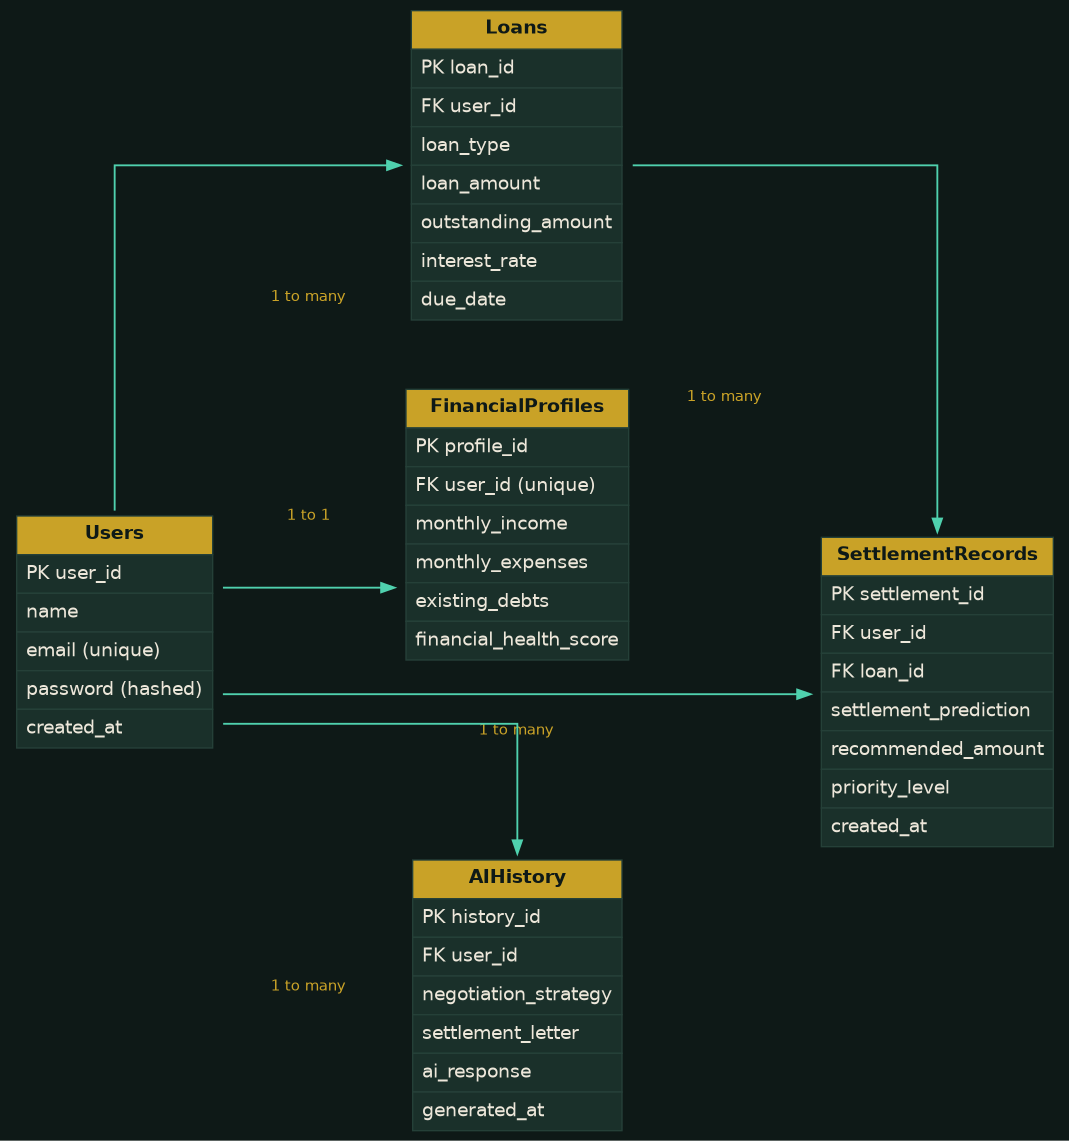 Loans
PK loan_id
FK user_id
loan_type
loan_amount
outstanding_amount
interest_rate
due_date
1 to many
1 to many
FinancialProfiles
PK profile_id
FK user_id (unique)
monthly_income
monthly_expenses
existing_debts
financial_health_score
1 to 1
Users
PK user_id
name
email (unique)
password (hashed)
created_at
SettlementRecords
PK settlement_id
FK user_id
FK loan_id
settlement_prediction
recommended_amount
priority_level
created_at
1 to many
AIHistory
PK history_id
FK user_id
negotiation_strategy
settlement_letter
ai_response
generated_at
1 to many